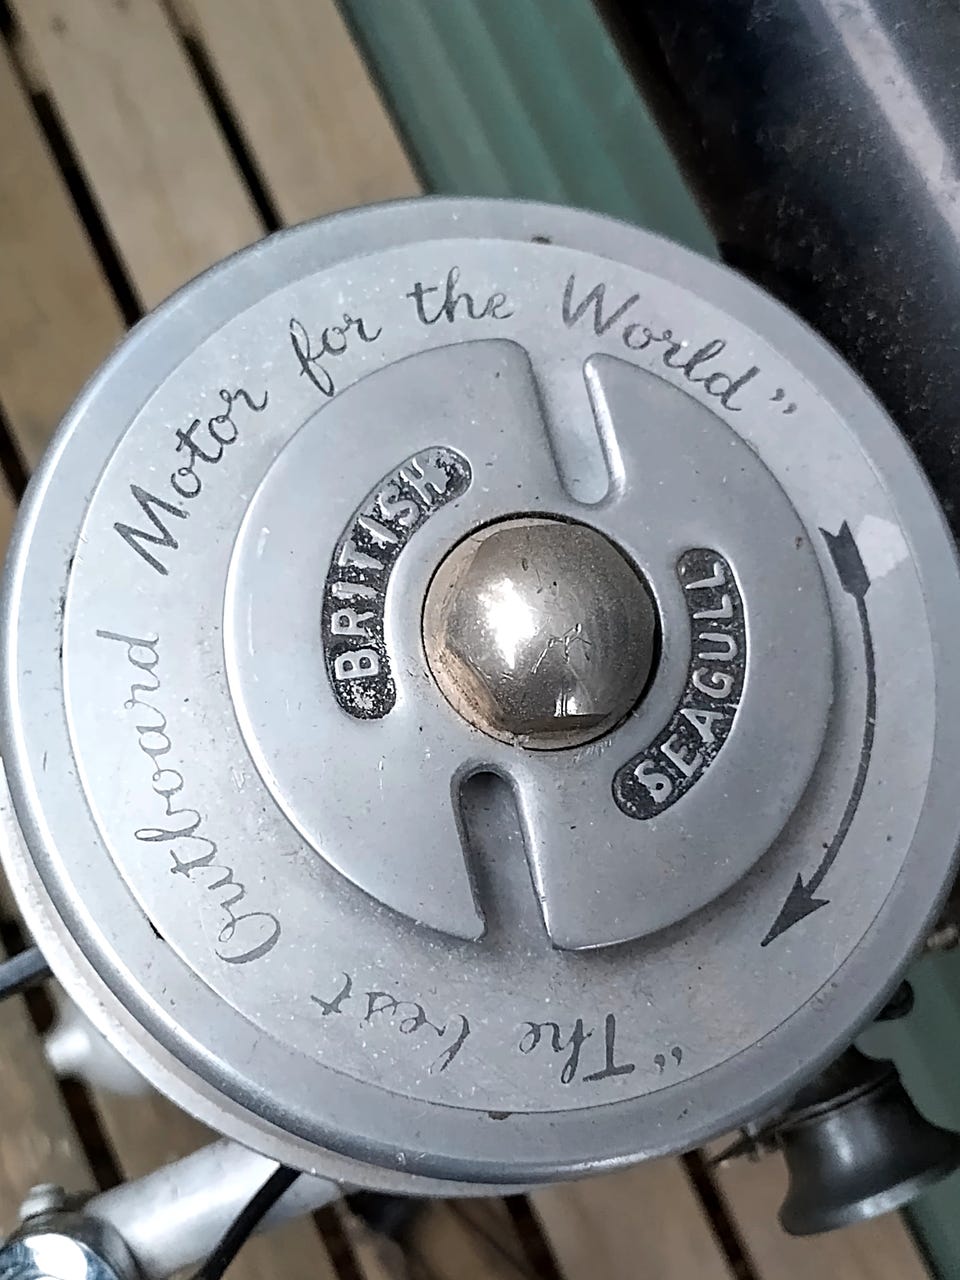 "The best Outboard Motor for the World"
BRITISH
SEAGULL